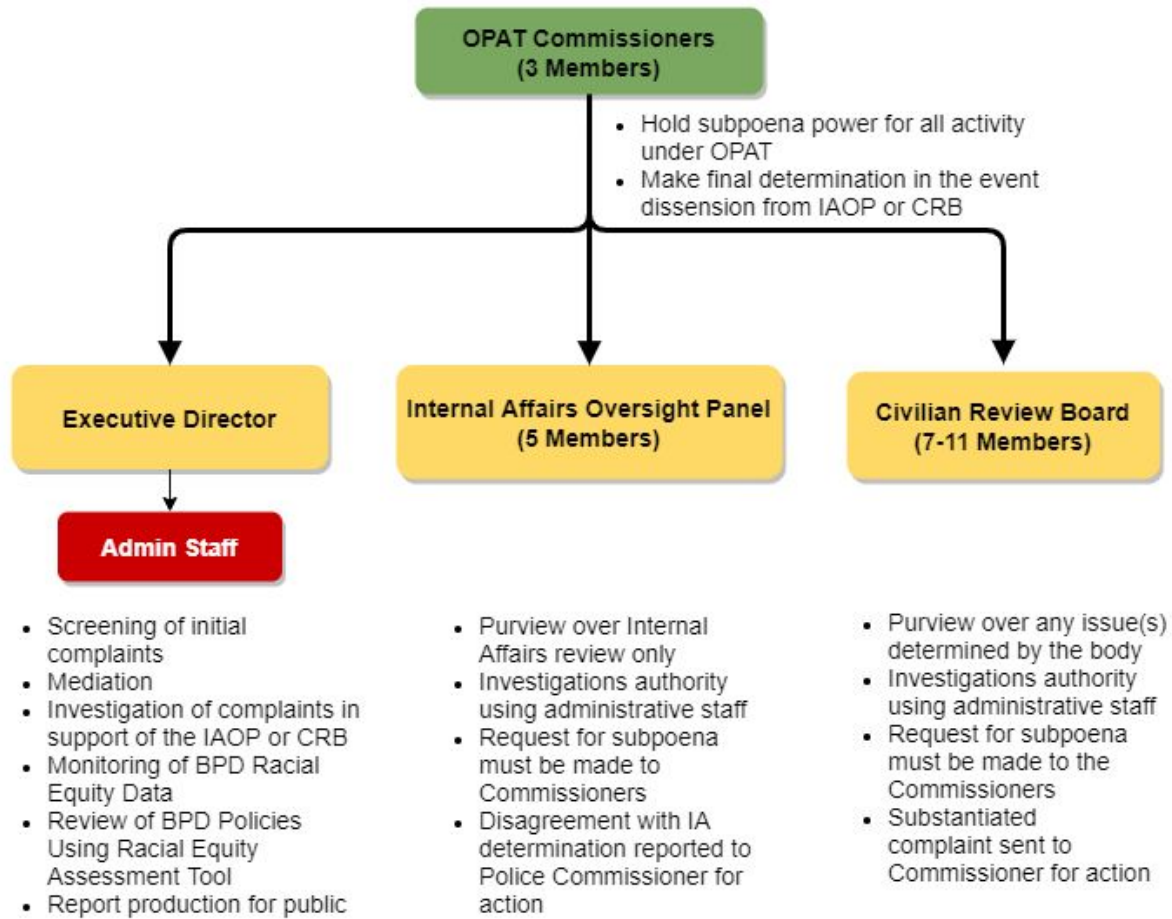 OPAT Commissioners
(3 Members)
• Hold subpoena power for all activity
under OPAT
• Make final determination in the event
dissension from IAOP or CRB
Executive Director
Internal Affairs Oversight Panel
(5 Members)
Civilian Review Board
(7-11 Members)
Admin Staff
• Screening of initial
complaints
• Mediation
• Investigation of complaints in
support of the IAOP or CRB
• Monitoring of BPD Racial
Equity Data
• Review of BPD Policies
Using Racial Equity
Assessment Tool
• Report production for public
• Purview over Internal
Affairs review only
• Investigations authority
using administrative staff
• Request for subpoena
must be made to
Commissioners
• Disagreement with IA
determination reported to
Police Commissioner for
action
• Purview over any issue(s)
determined by the body
• Investigations authority
using administrative staff
• Request for subpoena
must be made to the
Commissioners
• Substantiated
complaint sent to
Commissioner for action